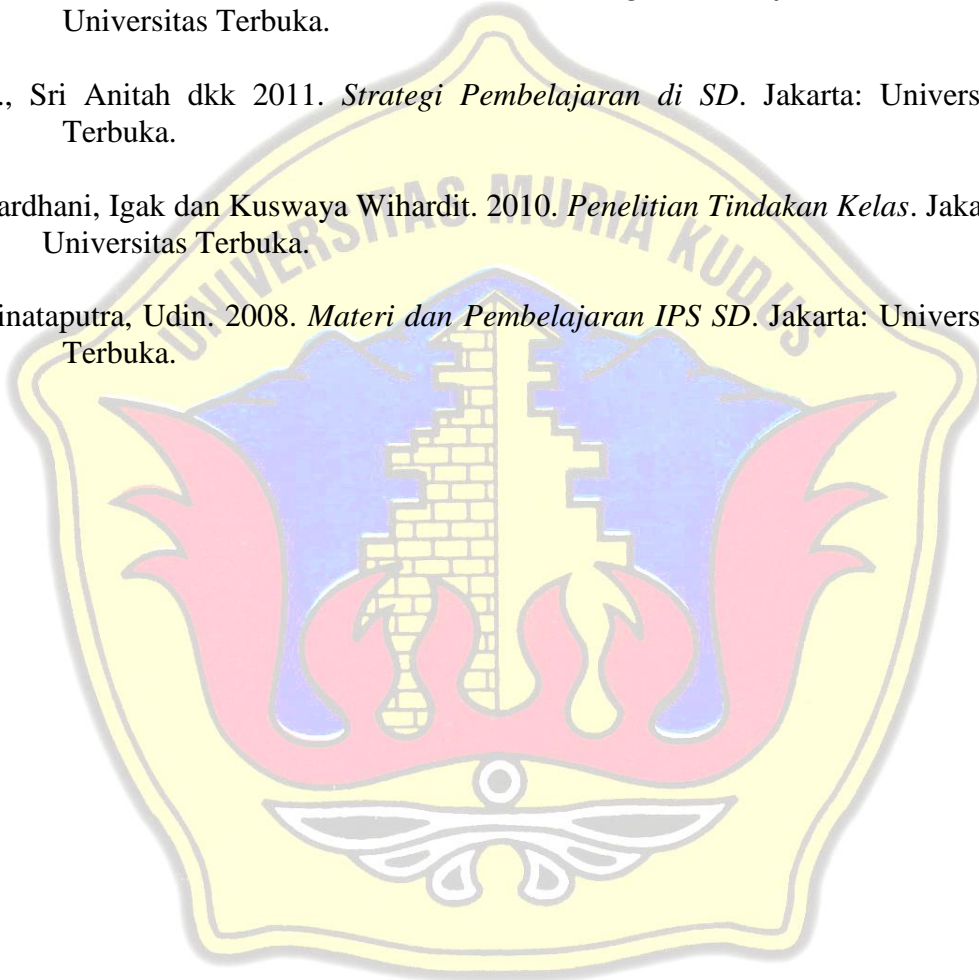 Universitas Terbuka.
., Sri Anitah dkk 2011. Strategi Pembelajaran di SD. Jakarta: Univers
Terbuka.
ardhani, Igak dan Kuswaya Wihardit. 2010. Penelitian Tindakan Kelas. Jaka
Universitas Terbuka.
inataputra, Udin. 2008. Materi dan Pembelajaran IPS SD. Jakarta: Univers
Terbuka.
UNIVERSITAS MURIA KUDUS